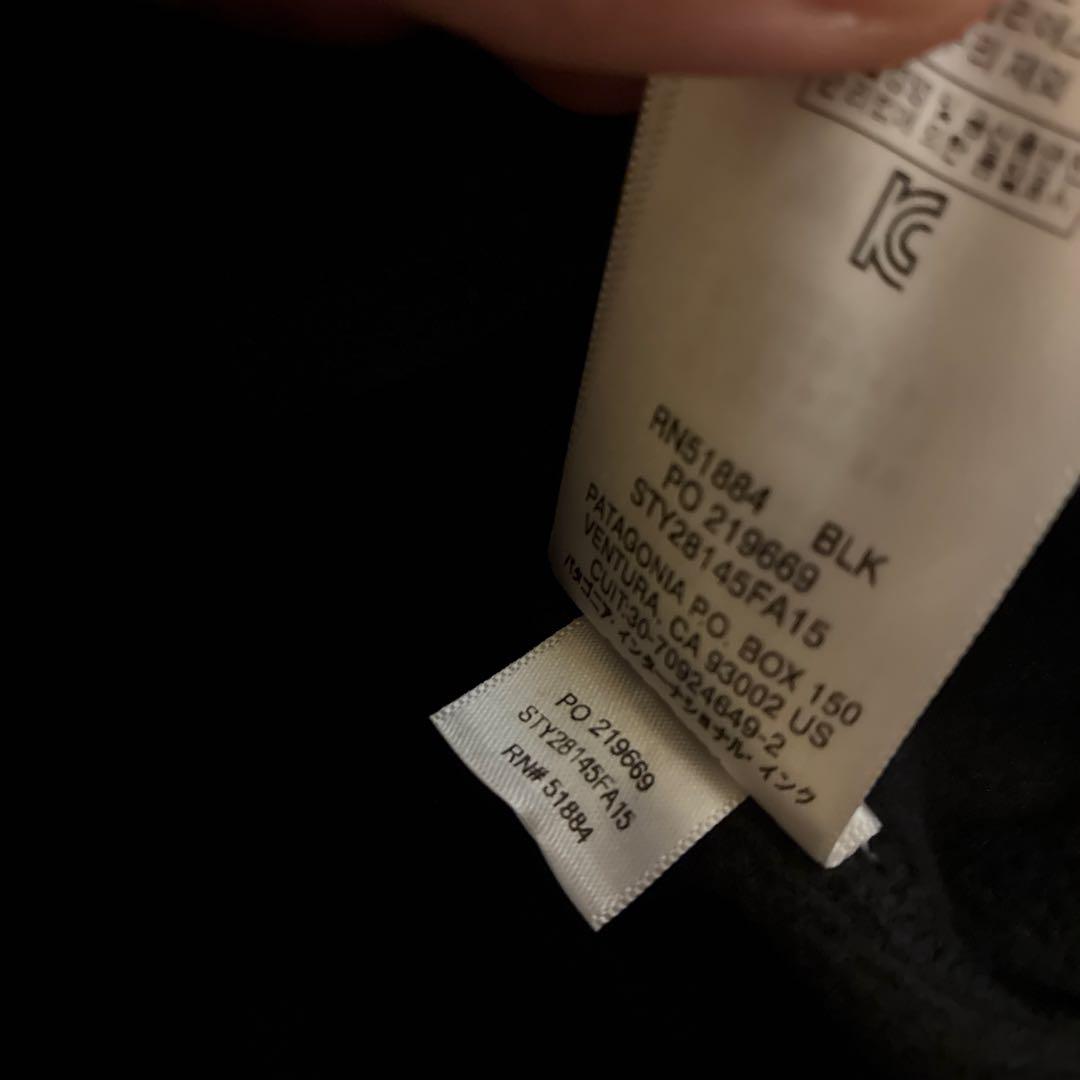 KC
RN51884 BLK
PO 219669
STY28145FA15
PATAGONIA P.O. BOX 150
VENTURA, CA 93002 US
CUIT:30-70924649-2
パタゴニア・インターナショナル・インク
PO 219669
STY28145FA15
RN# 51884